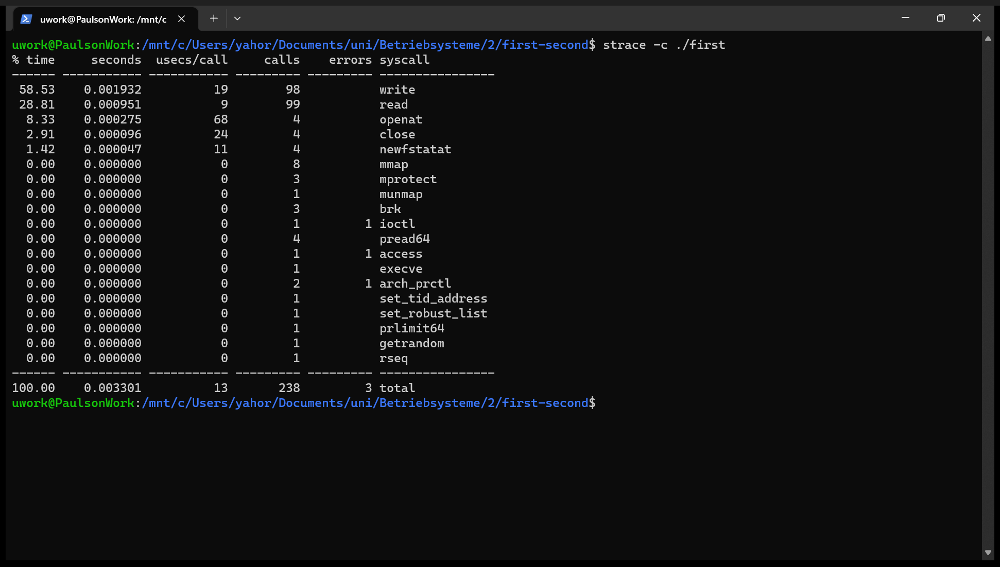 uwork@PaulsonWork: /mnt/c
uwork@PaulsonWork:/mnt/c/Users/yahor/Documents/uni/Betriebsysteme/2/first-second$ strace -c ./first
% time     seconds  usecs/call     calls    errors syscall
------ ----------- ----------- --------- --------- ----------------
 58.53    0.001932          19        98           write
 28.81    0.000951           9        99           read
  8.33    0.000275          68         4           openat
  2.91    0.000096          24         4           close
  1.42    0.000047          11         4           newfstatat
  0.00    0.000000           0         8           mmap
  0.00    0.000000           0         3           mprotect
  0.00    0.000000           0         1           munmap
  0.00    0.000000           0         3           brk
  0.00    0.000000           0         1         1 ioctl
  0.00    0.000000           0         4           pread64
  0.00    0.000000           0         1         1 access
  0.00    0.000000           0         1           execve
  0.00    0.000000           0         2         1 arch_prctl
  0.00    0.000000           0         1           set_tid_address
  0.00    0.000000           0         1           set_robust_list
  0.00    0.000000           0         1           prlimit64
  0.00    0.000000           0         1           getrandom
  0.00    0.000000           0         1           rseq
------ ----------- ----------- --------- --------- ----------------
100.00    0.003301          13       238         3 total
uwork@PaulsonWork:/mnt/c/Users/yahor/Documents/uni/Betriebsysteme/2/first-second$